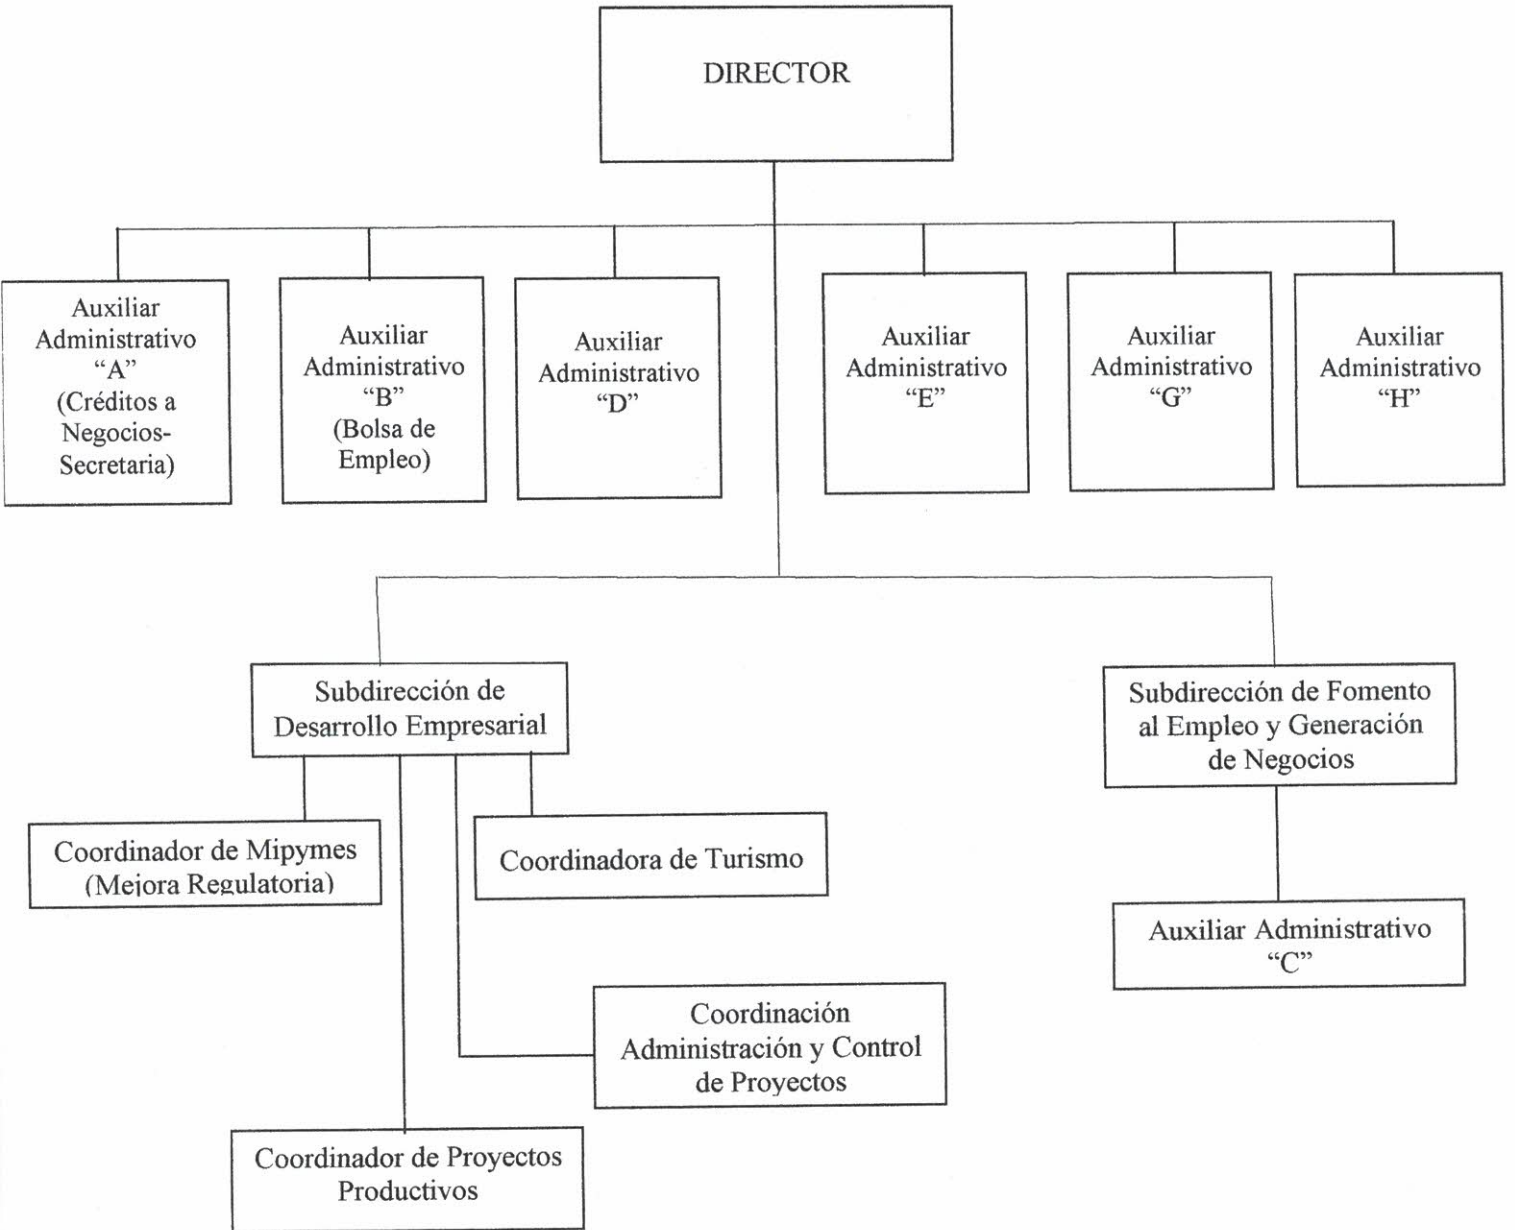 DIRECTOR
Auxiliar
Administrativo
“A”
(Créditos a
Negocios-
Secretaria)
Auxiliar
Administrativo
“B”
(Bolsa de
Empleo)
Auxiliar
Administrativo
“D”
Auxiliar
Administrativo
“E”
Auxiliar
Administrativo
“G”
Auxiliar
Administrativo
“H”
Subdirección de
Desarrollo Empresarial
Subdirección de Fomento
al Empleo y Generación
de Negocios
Coordinador de Mipymes
(Mejora Regulatoria)
Coordinadora de Turismo
Auxiliar Administrativo
“C”
Coordinación
Administración y Control
de Proyectos
Coordinador de Proyectos
Productivos